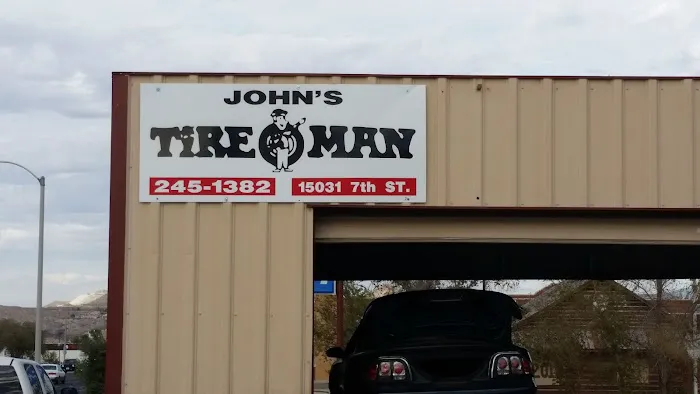 JOHN'S
TIRE MAN
245-1382 15031 7th ST.